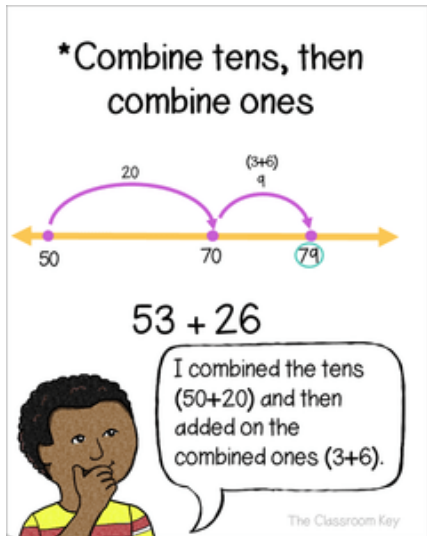 *Combine tens, then
combine ones
20
(3+6)
9
50
70
79
53 + 26
I combined the tens
(50+20) and then
added on the
combined ones (3+6).
The Classroom Key